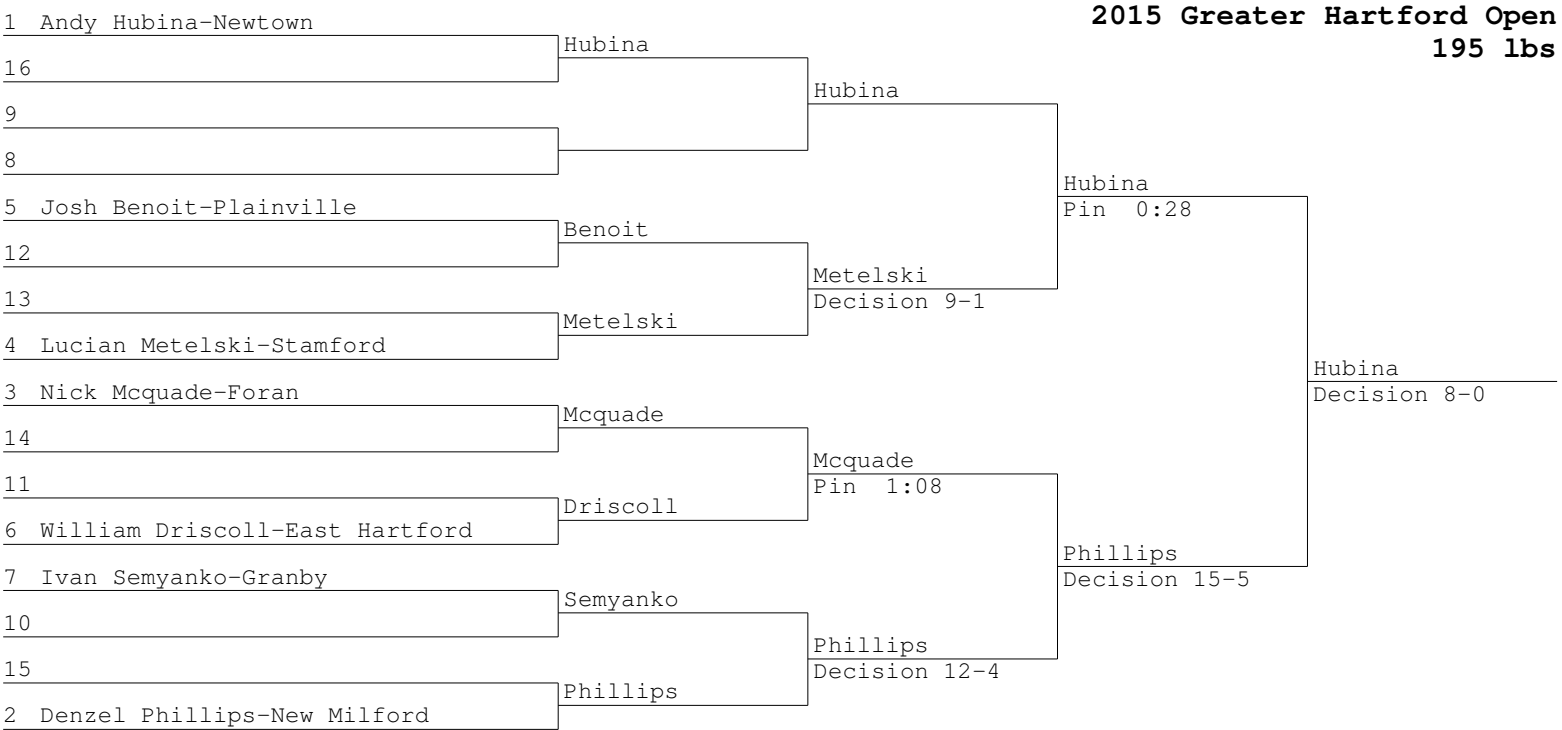 2015 Greater Hartford Open
195 lbs
1 Andy Hubina-Newtown
16
9
8
5 Josh Benoit-Plainville
12
13
4 Lucian Metelski-Stamford
3 Nick Mcquade-Foran
14
11
6 William Driscoll-East Hartford
7 Ivan Semyanko-Granby
10
15
2 Denzel Phillips-New Milford
Hubina
Benoit
Metelski
Mcquade
Driscoll
Semyanko
Phillips
Hubina
Metelski
Decision 9-1
Mcquade
Pin 1:08
Phillips
Decision 12-4
Hubina
Pin 0:28
Phillips
Decision 15-5
Hubina
Decision 8-0